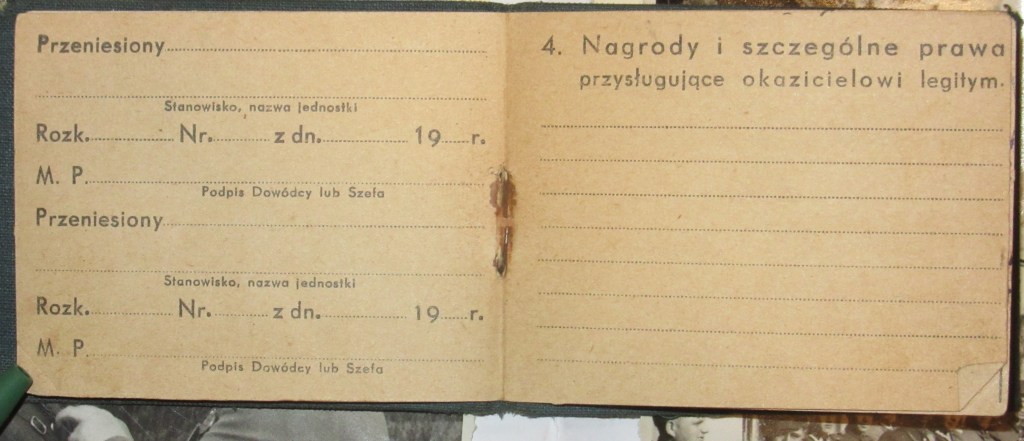 Przeniesiony
Stanowisko, nazwa jednostki
Rozk. Nr. z dn. 19 r.
M. P.
Podpis Dowódcy lub Szefa
Przeniesiony
Stanowisko, nazwa jednostki
Rozk. Nr. z dn. 19 r.
M. P.
Podpis Dowódcy lub Szefa
4. Nagrody i szczególne prawa
przysługujące okazicielowi legitym.